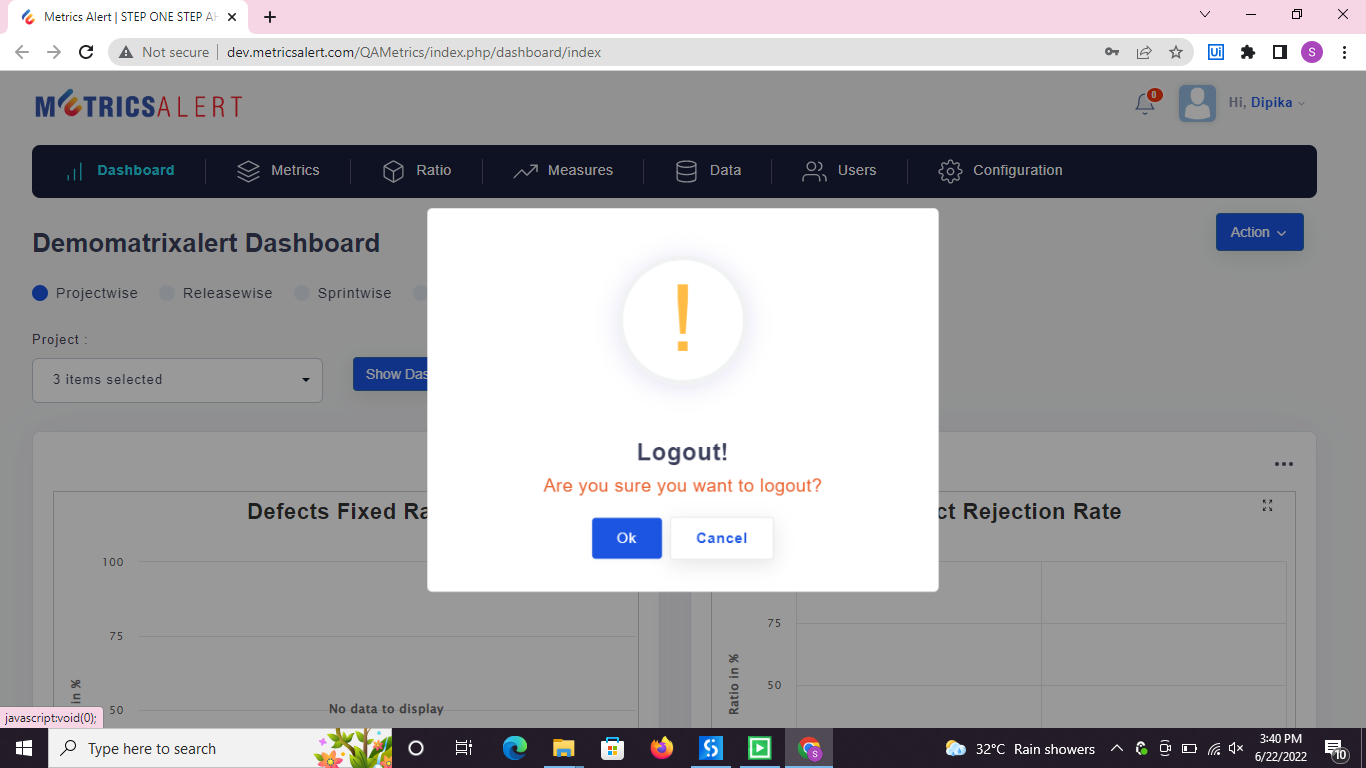 Metrics Alert | STEP ONE STEP AH
Not secure
dev.metricsalert.com/QAMetrics/index.php/dashboard/index
Ui
S
METRICSALERT
0
Hi, Dipika
Dashboard
Metrics
Ratio
Measures
Data
Users
Configuration
Demomatrixalert Dashboard
Action
Projectwise
Releasewise
Sprintwise
Project :
3 items selected
Show Das
Logout!
Are you sure you want to logout?
Ok
Cancel
Defects Fixed Ra
100
75
50
in %
No data to display
ct Rejection Rate
75
50
Ratio in %
javascript:void(0);
Type here to search
S
32°C Rain showers
3:40 PM
6/22/2022
10